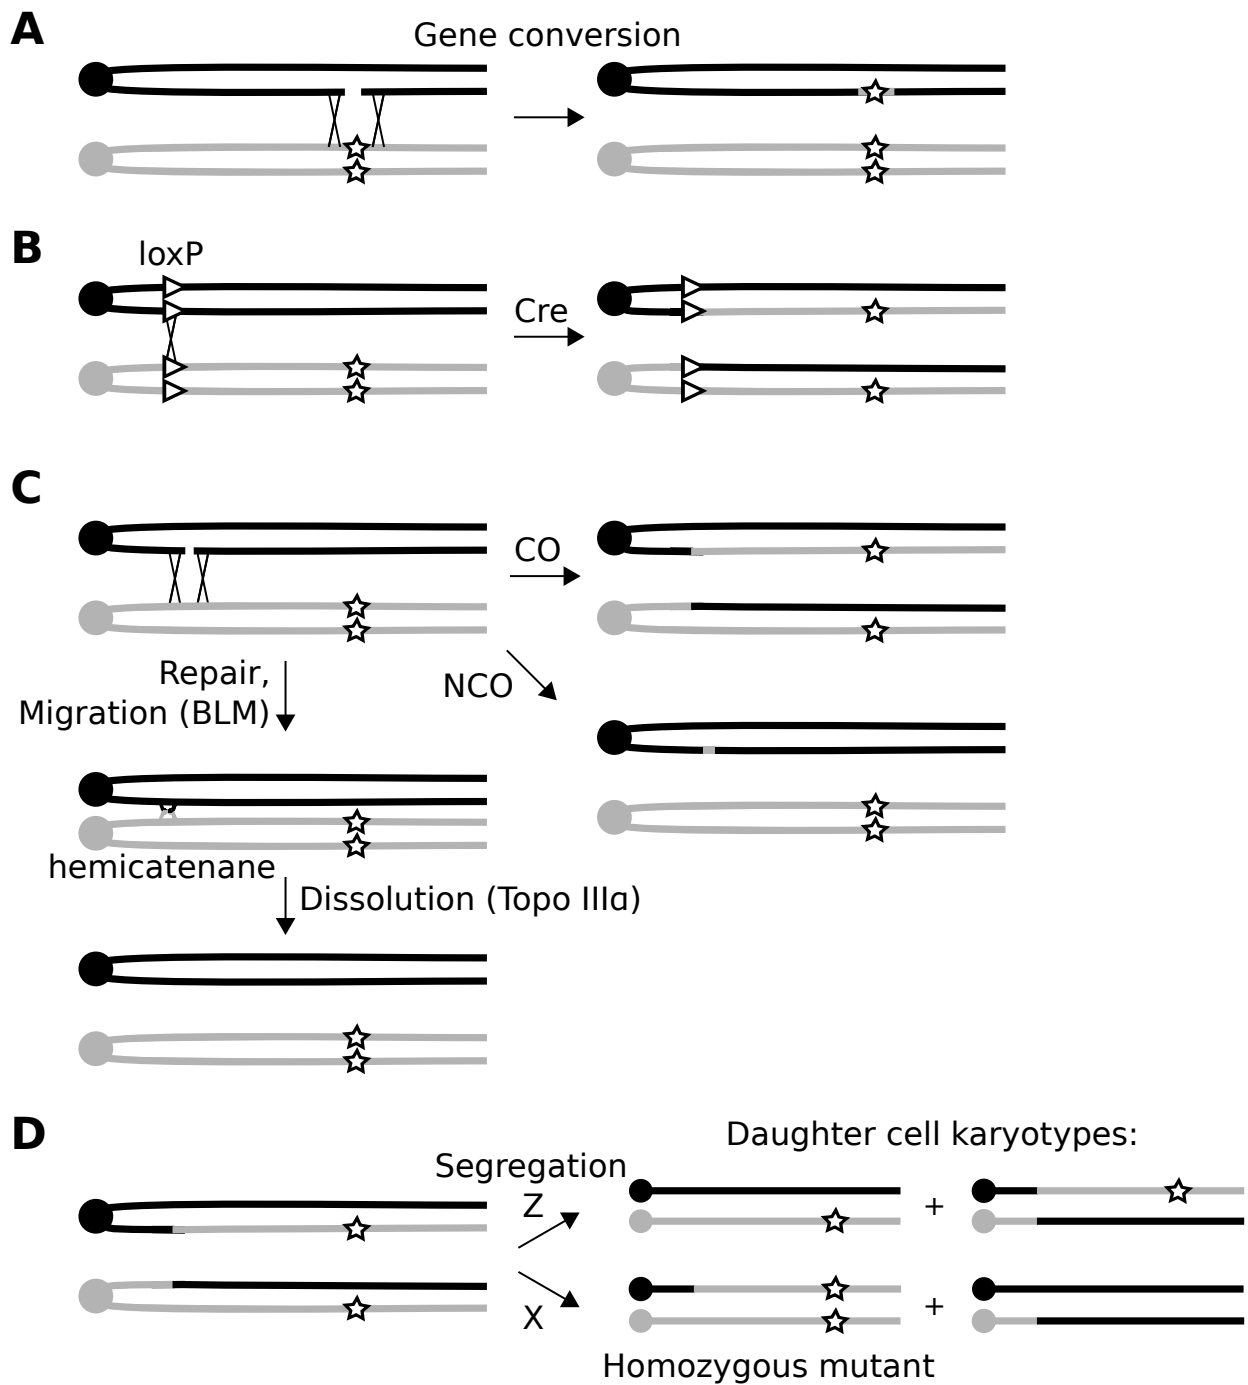 A
Gene conversion
B
loxP
Cre
C
CO
Repair,
Migration (BLM)
NCO
hemicatenane
Dissolution (Topo IIIα)
D
Daughter cell karyotypes:
Segregation
Z
+
X
+
Homozygous mutant